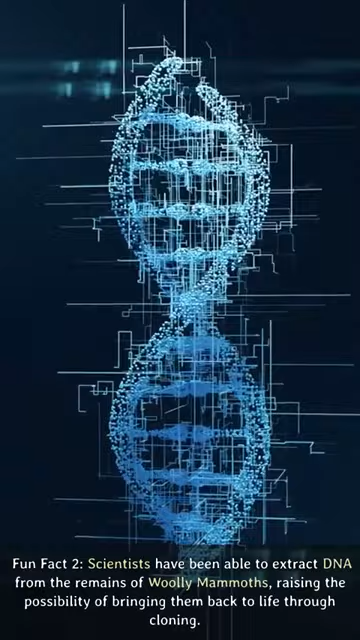 Fun Fact 2: Scientists have been able to extract DNA
from the remains of Woolly Mammoths, raising the
possibility of bringing them back to life through
cloning.